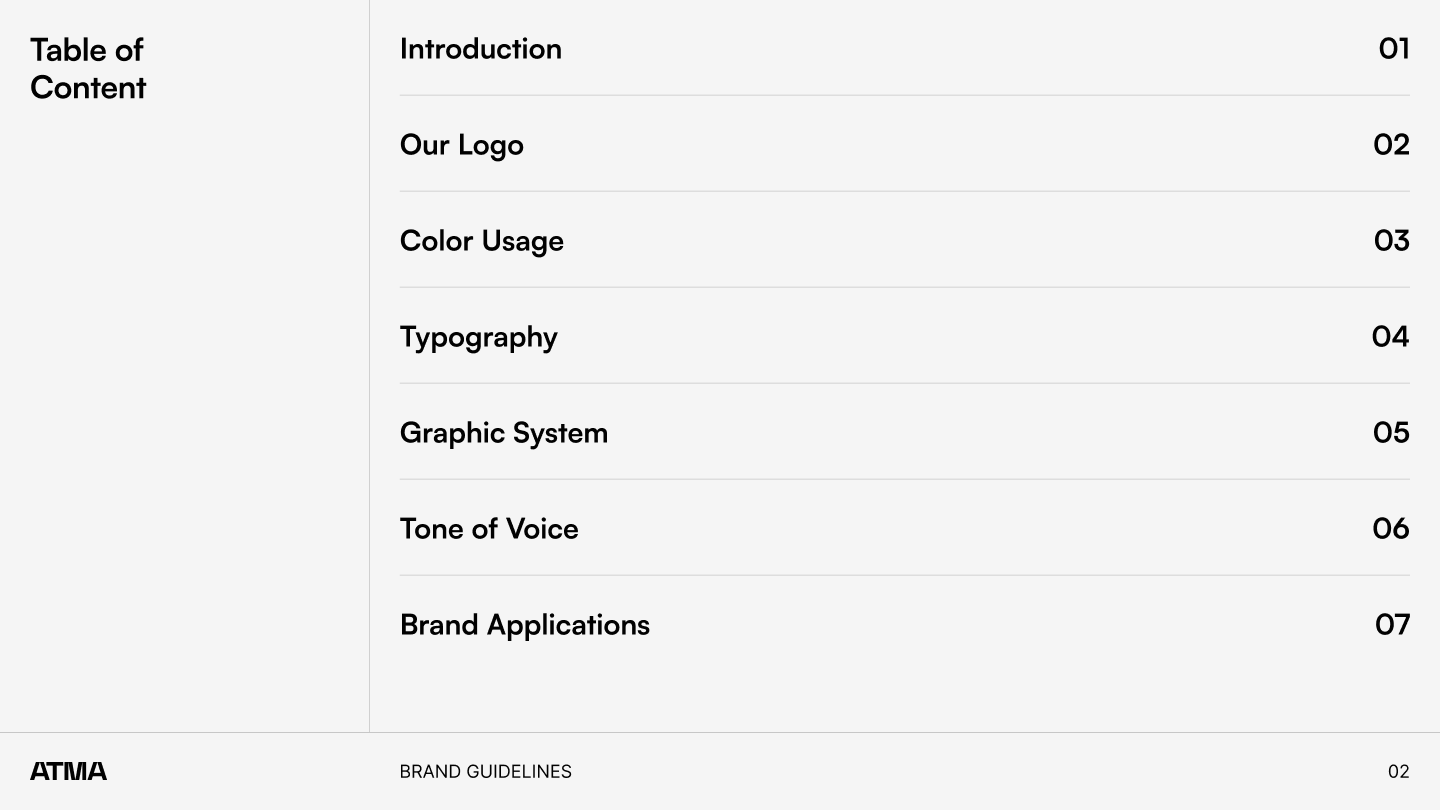 Table of
Content
Introduction 01
Our Logo 02
Color Usage 03
Typography 04
Graphic System 05
Tone of Voice 06
Brand Applications 07
ATMA BRAND GUIDELINES 02